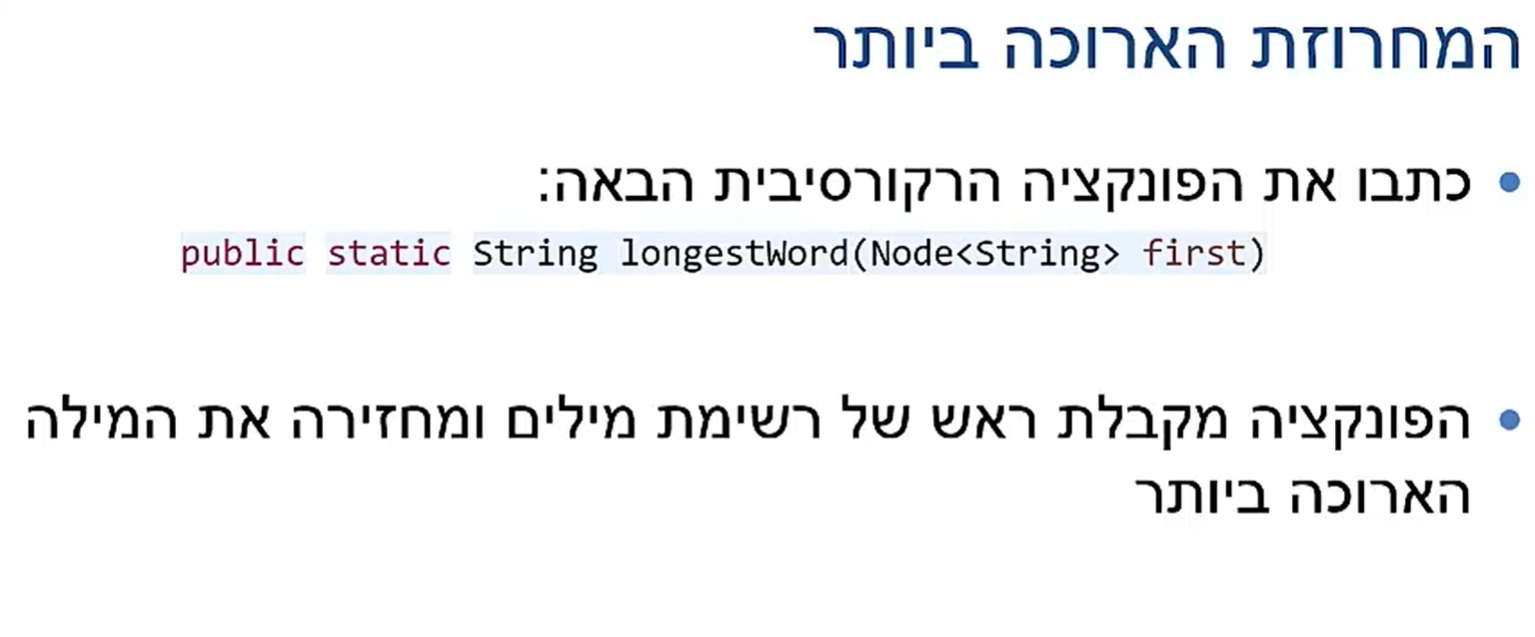 המחרוזת הארוכה ביותר
• כתבו את הפונקציה הרקורסיבית הבאה:
public static String longestWord(Node<String> first)
• הפונקציה מקבלת ראש של רשימת מילים ומחזירה את המילה
הארוכה ביותר